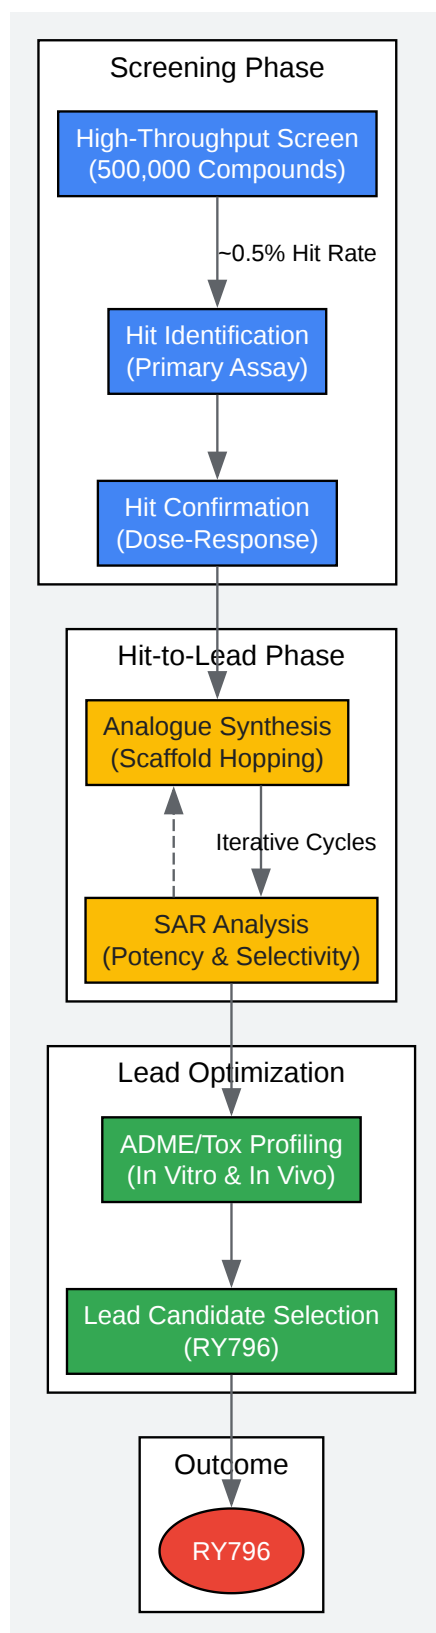 Screening Phase
High-Throughput Screen
(500,000 Compounds)
~0.5% Hit Rate
Hit Identification
(Primary Assay)
Hit Confirmation
(Dose-Response)
Hit-to-Lead Phase
Analogue Synthesis
(Scaffold Hopping)
Iterative Cycles
SAR Analysis
(Potency & Selectivity)
Lead Optimization
ADME/Tox Profiling
(In Vitro & In Vivo)
Lead Candidate Selection
(RY796)
Outcome
RY796